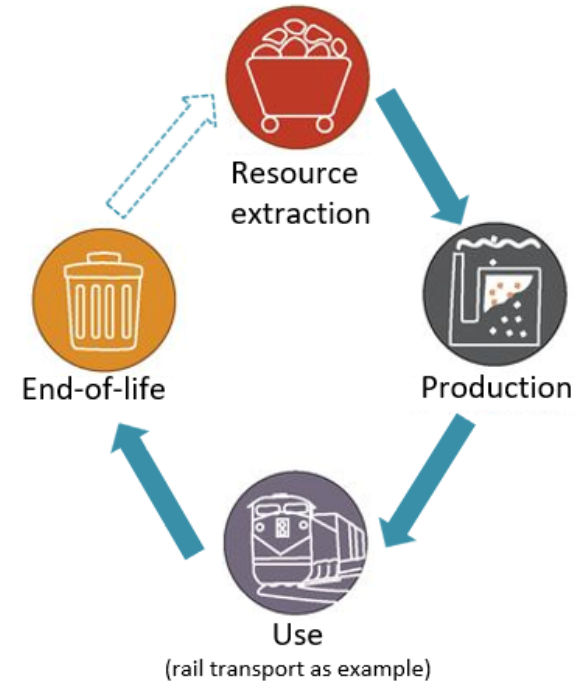 Resource
extraction
End-of-life
Production
Use
(rail transport as example)